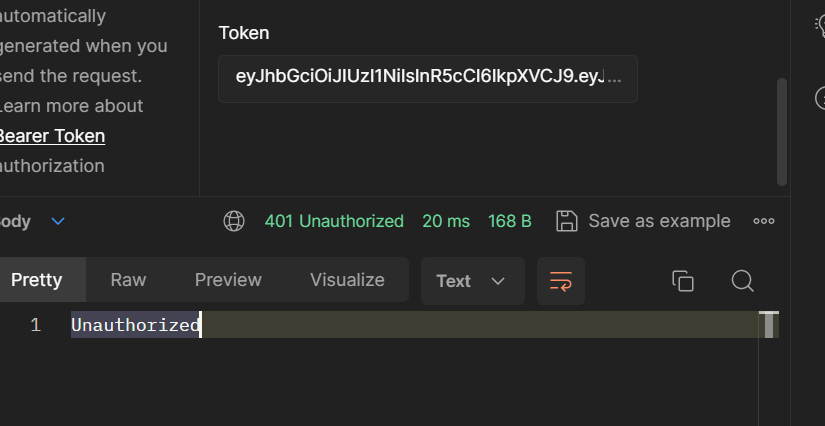 automatically
generated when you
send the request.
Learn more about
Bearer Token
authorization
Token
eyJhbGciOiJIUzI1NiIsInR5cCI6IkpXVCJ9.eyJ...
Body
401 Unauthorized 20 ms 168 B Save as example
Pretty Raw Preview Visualize Text
1 Unauthorized